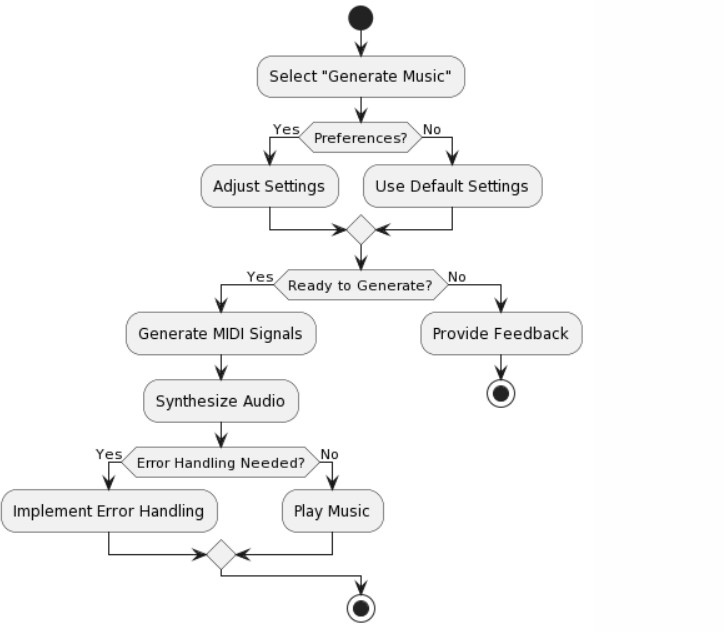 Select "Generate Music"
Yes
Preferences?
No
Adjust Settings
Use Default Settings
Yes
Ready to Generate?
No
Generate MIDI Signals
Provide Feedback
Synthesize Audio
Yes
Error Handling Needed?
No
Implement Error Handling
Play Music